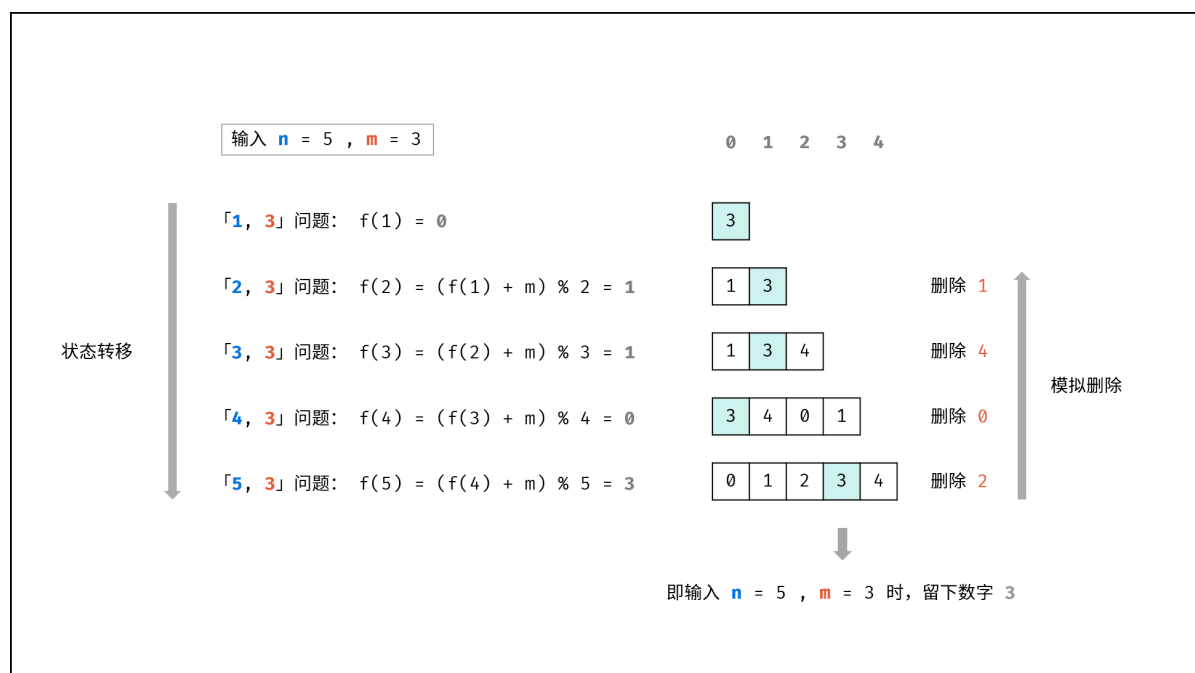 输入 n = 5 , m = 3
0 1 2 3 4
「1, 3」问题： f(1) = 0
3
「2, 3」问题： f(2) = (f(1) + m) % 2 = 1
1 3
删除 1
「3, 3」问题： f(3) = (f(2) + m) % 3 = 1
1 3 4
删除 4
状态转移
模拟删除
「4, 3」问题： f(4) = (f(3) + m) % 4 = 0
3 4 0 1
删除 0
「5, 3」问题： f(5) = (f(4) + m) % 5 = 3
0 1 2 3 4
删除 2
即输入 n = 5 , m = 3 时，留下数字 3